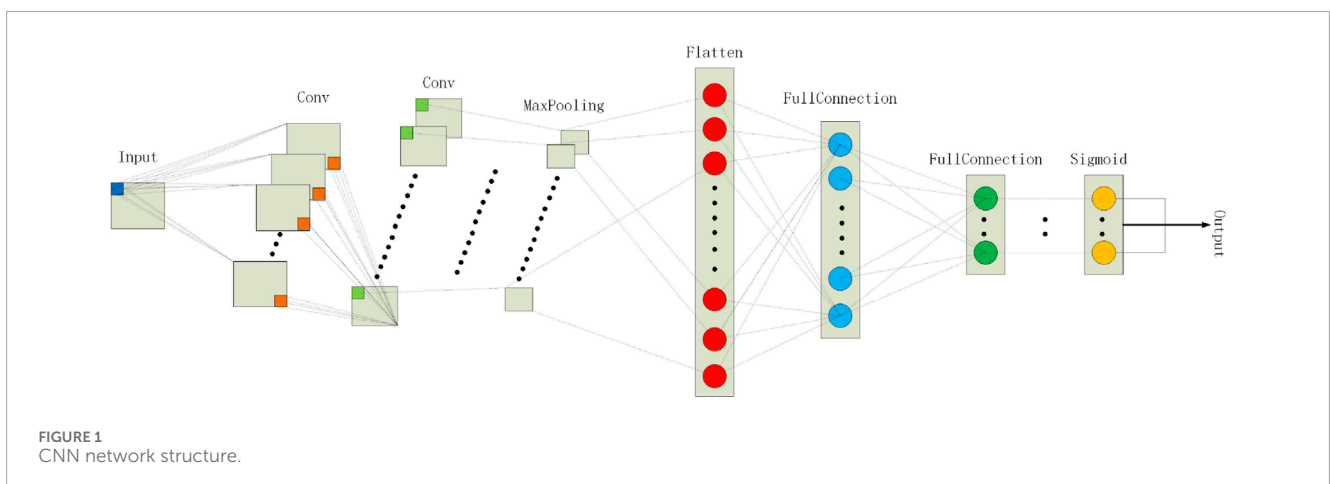 Input
Conv
Conv
MaxPooling
Flatten
FullConnection
FullConnection
Sigmoid
Output
FIGURE 1
CNN network structure.